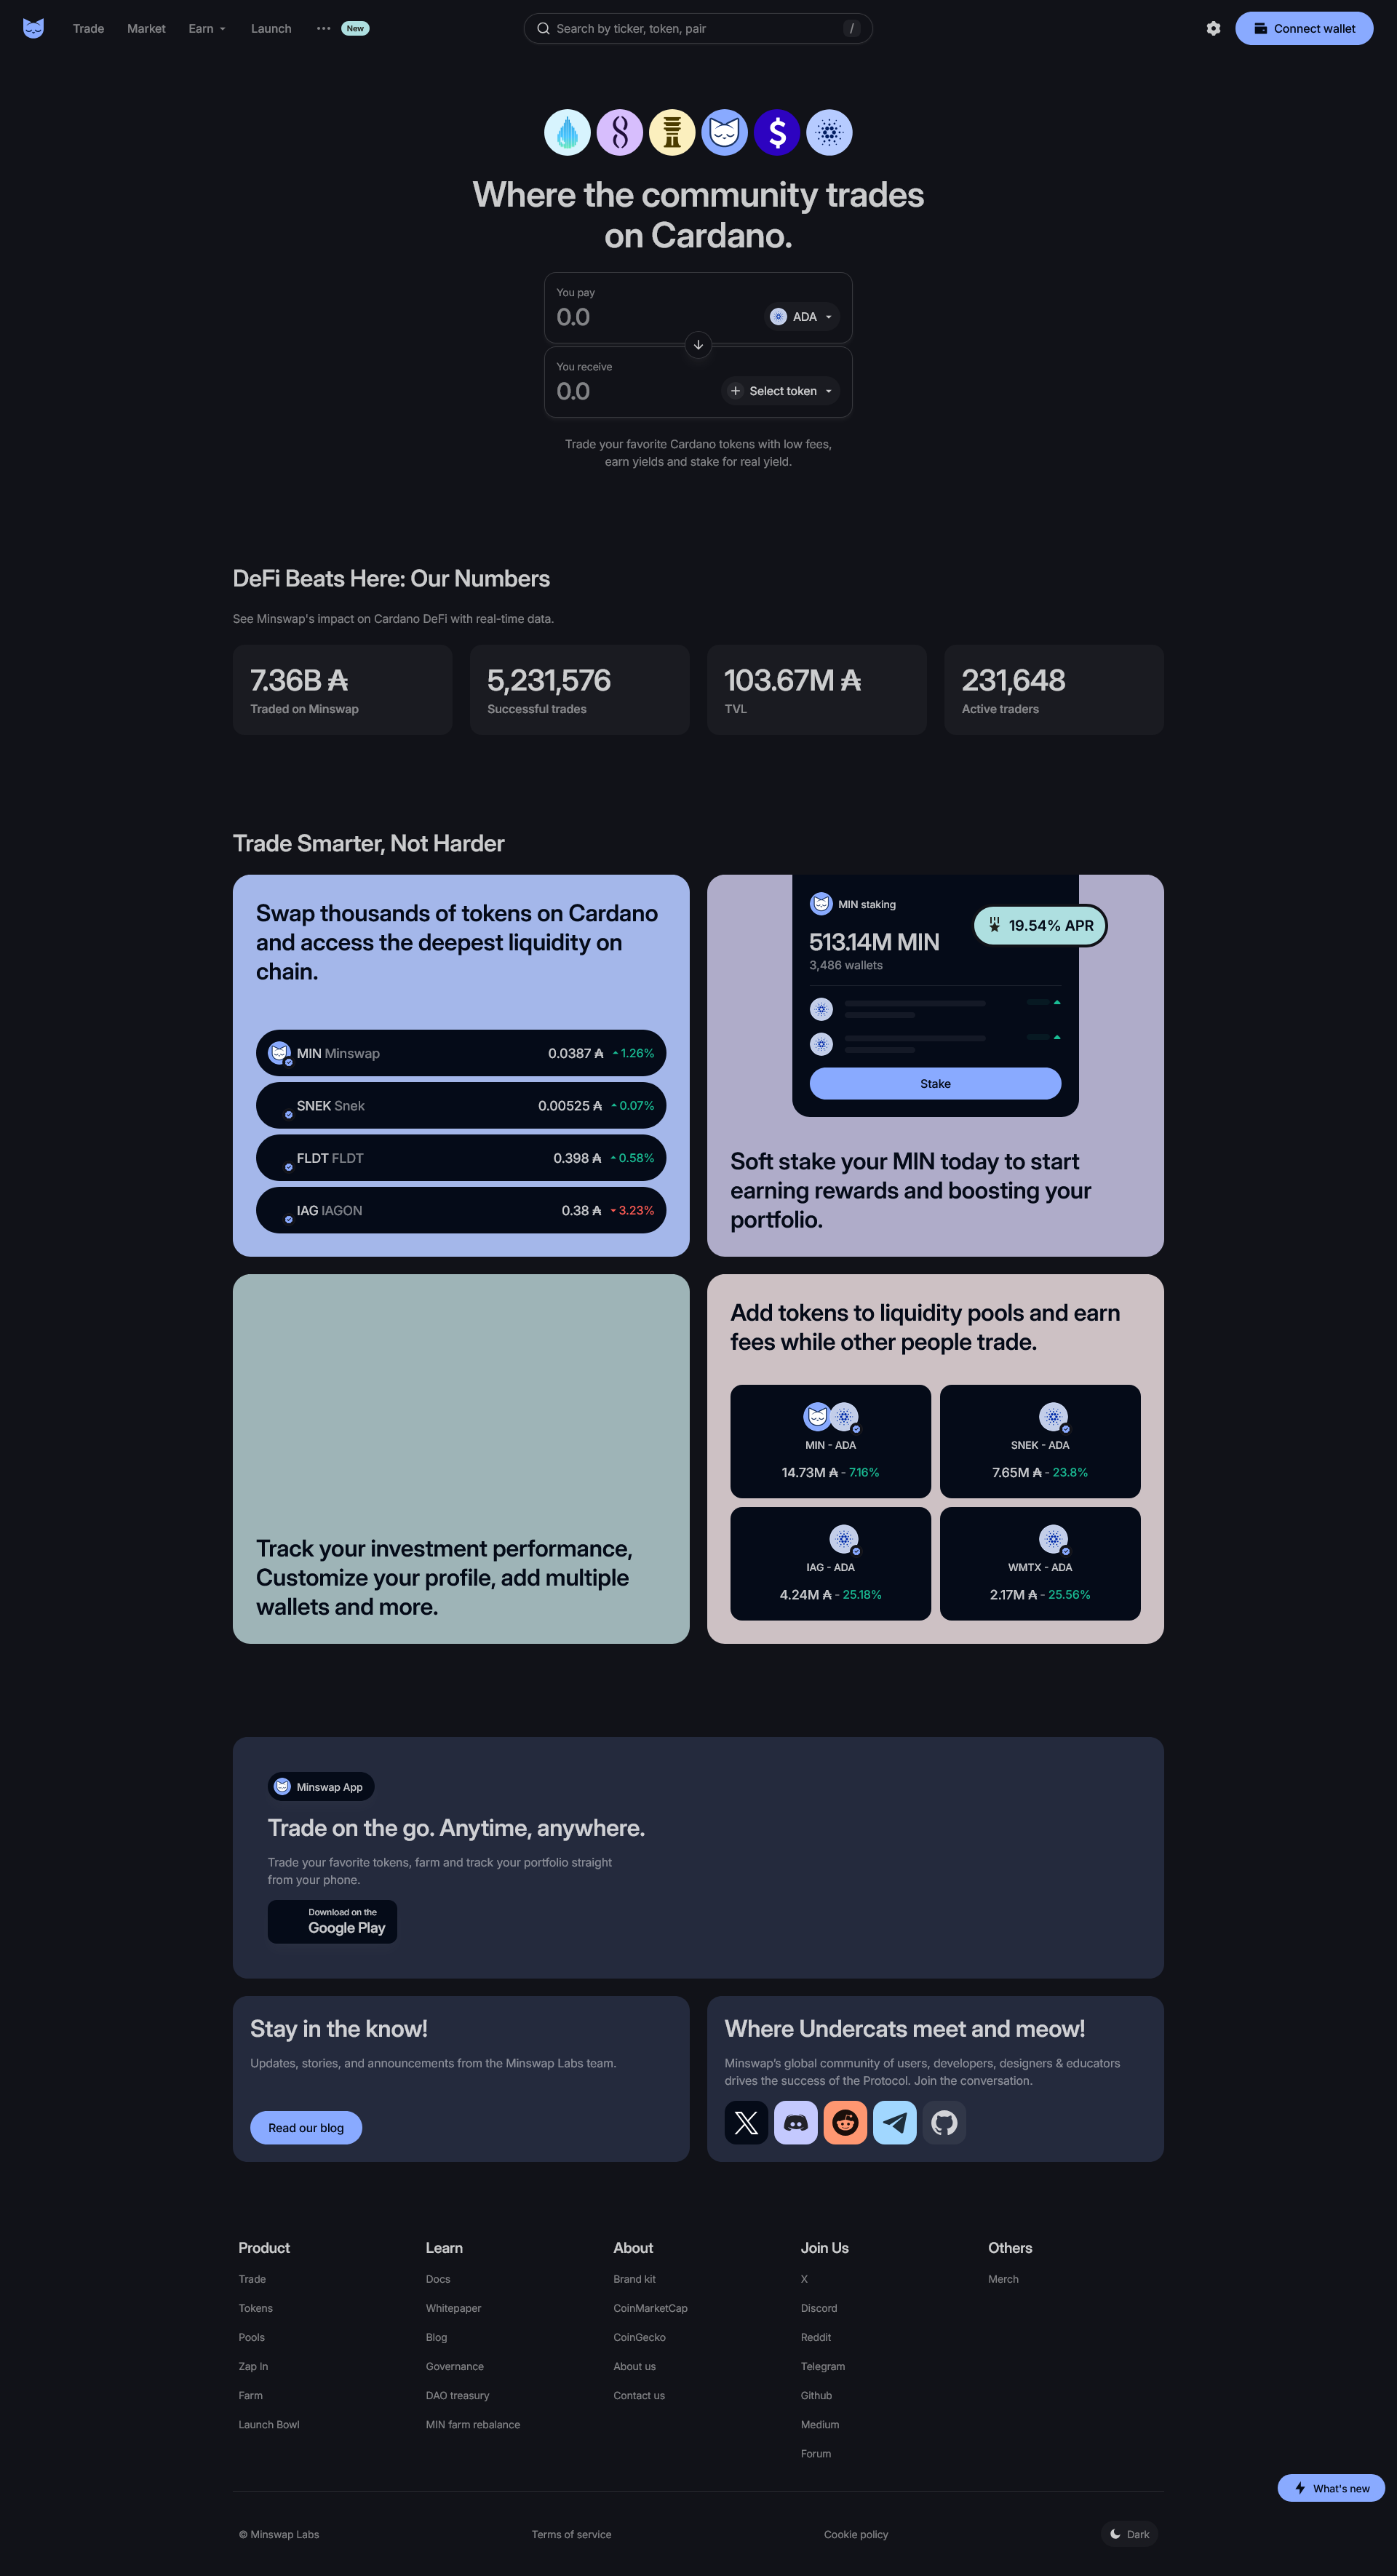 Trade Market Earn Launch New Search by ticker, token, pair / Connect wallet
Where the community trades
on Cardano.
You pay
0.0 ADA
You receive
0.0 Select token
Trade your favorite Cardano tokens with low fees,
earn yields and stake for real yield.
DeFi Beats Here: Our Numbers
See Minswap's impact on Cardano DeFi with real-time data.
7.36B ₳
Traded on Minswap
5,231,576
Successful trades
103.67M ₳
TVL
231,648
Active traders
Trade Smarter, Not Harder
Swap thousands of tokens on Cardano
and access the deepest liquidity on
chain.
MIN Minswap 0.0387 ₳ 1.26%
SNEK Snek 0.00525 ₳ 0.07%
FLDT FLDT 0.398 ₳ 0.58%
IAG IAGON 0.38 ₳ 3.23%
MIN staking
19.54% APR
513.14M MIN
3,486 wallets
Stake
Soft stake your MIN today to start
earning rewards and boosting your
portfolio.
Track your investment performance,
Customize your profile, add multiple
wallets and more.
Add tokens to liquidity pools and earn
fees while other people trade.
MIN - ADA
14.73M ₳ - 7.16%
SNEK - ADA
7.65M ₳ - 23.8%
IAG - ADA
4.24M ₳ - 25.18%
WMTX - ADA
2.17M ₳ - 25.56%
Minswap App
Trade on the go. Anytime, anywhere.
Trade your favorite tokens, farm and track your portfolio straight
from your phone.
Download on the
Google Play
Stay in the know!
Updates, stories, and announcements from the Minswap Labs team.
Read our blog
Where Undercats meet and meow!
Minswap’s global community of users, developers, designers & educators
drives the success of the Protocol. Join the conversation.
Product
Trade
Tokens
Pools
Zap In
Farm
Launch Bowl
Learn
Docs
Whitepaper
Blog
Governance
DAO treasury
MIN farm rebalance
About
Brand kit
CoinMarketCap
CoinGecko
About us
Contact us
Join Us
X
Discord
Reddit
Telegram
Github
Medium
Forum
Others
Merch
What's new
© Minswap Labs Terms of service Cookie policy Dark